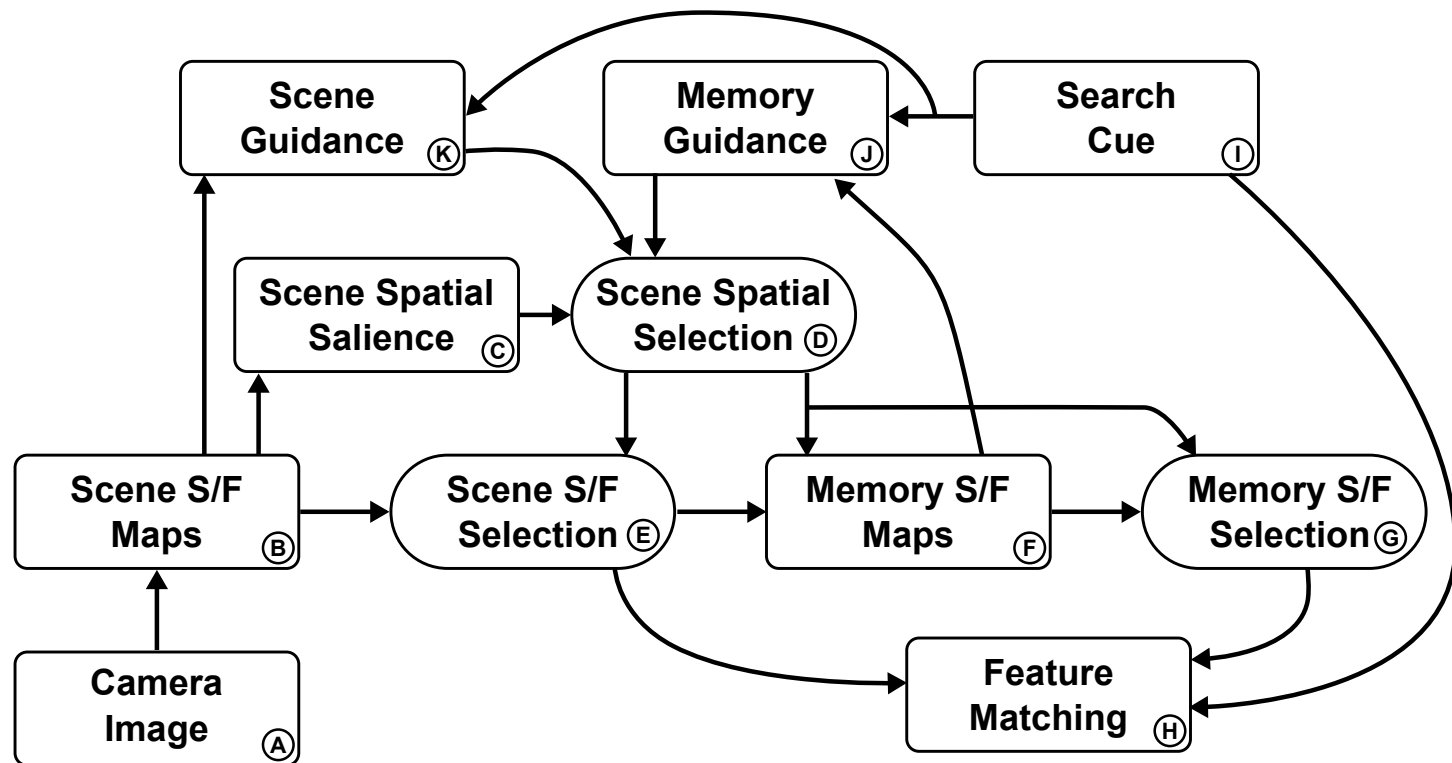 Scene
Guidance
K
Memory
Guidance
J
Search
Cue
I
Scene Spatial
Salience
C
Scene Spatial
Selection
D
Scene S/F
Maps
B
Scene S/F
Selection
E
Memory S/F
Maps
F
Memory S/F
Selection
G
Camera
Image
A
Feature
Matching
H